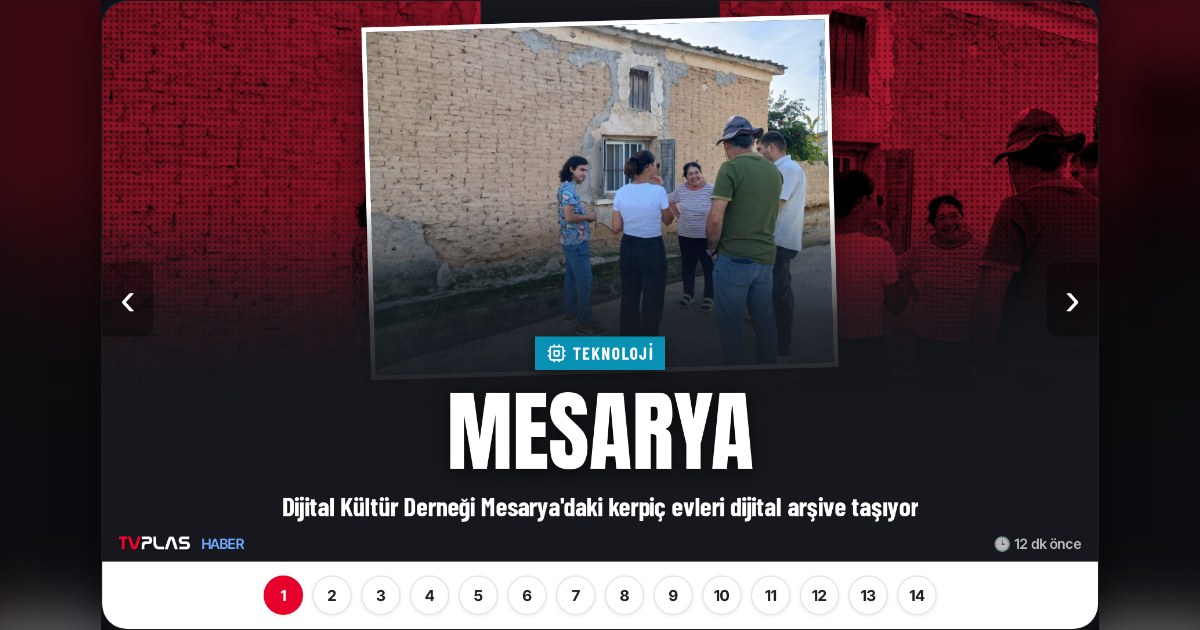 TEKNOLOJİ
MESARYA
Dijital Kültür Derneği Mesarya'daki kerpiç evleri dijital arşive taşıyor
TVPLAS HABER
12 dk önce
1 2 3 4 5 6 7 8 9 10 11 12 13 14